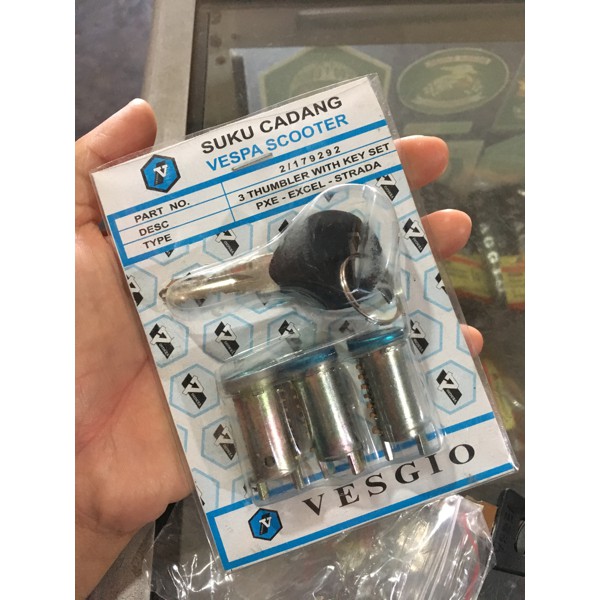 SUKU CADANG
VESPA SCOOTER
PART NO. 2/179292
DESC 3 THUMBLER WITH KEY SET
TYPE PXE - EXCEL - STRADA
VESGIO